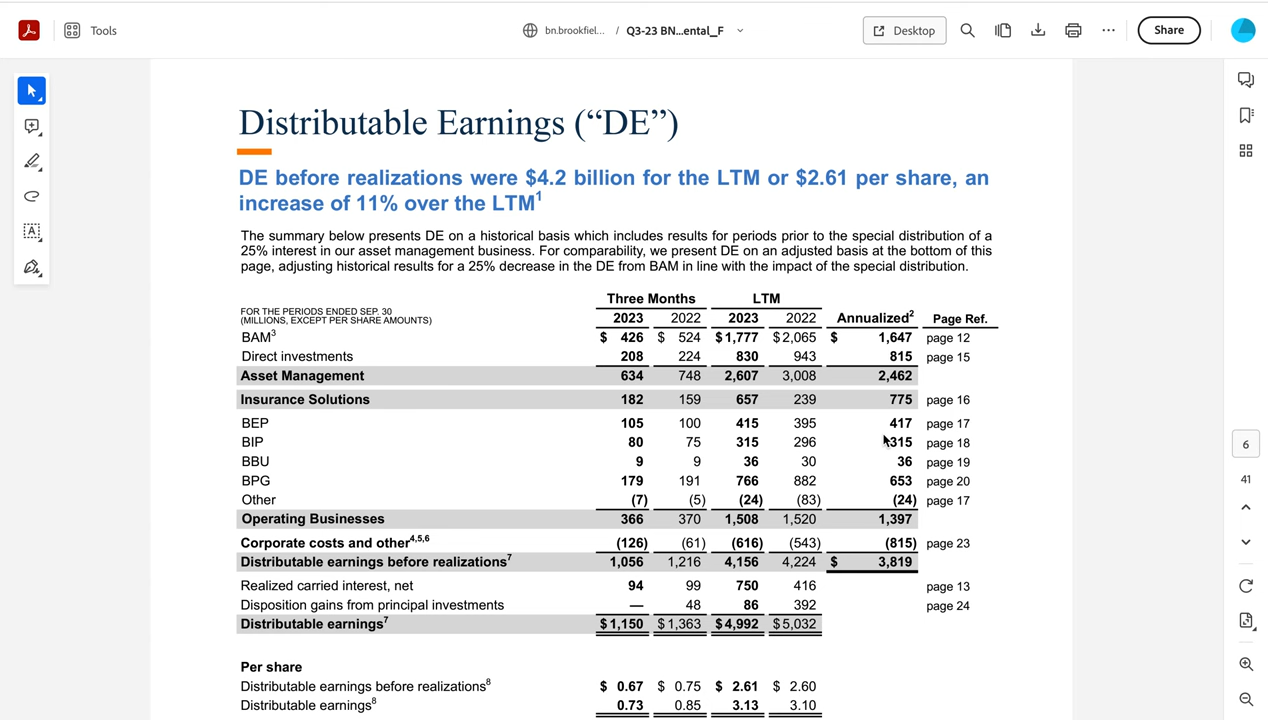 Tools
bn.brookfiel... / Q3-23 BN...ental_F
Desktop
Share
Distributable Earnings (“DE”)
DE before realizations were $4.2 billion for the LTM or $2.61 per share, an
increase of 11% over the LTM1
The summary below presents DE on a historical basis which includes results for periods prior to the special distribution of a
25% interest in our asset management business. For comparability, we present DE on an adjusted basis at the bottom of this
page, adjusting historical results for a 25% decrease in the DE from BAM in line with the impact of the special distribution.
Three Months LTM
FOR THE PERIODS ENDED SEP. 30
(MILLIONS, EXCEPT PER SHARE AMOUNTS) 2023 2022 2023 2022 Annualized2 Page Ref.
BAM3 $ 426 $ 524 $1,777 $2,065 $ 1,647 page 12
Direct investments 208 224 830 943 815 page 15
Asset Management 634 748 2,607 3,008 2,462
Insurance Solutions 182 159 657 239 775 page 16
BEP 105 100 415 395 417 page 17
BIP 80 75 315 296 315 page 18
BBU 9 9 36 30 36 page 19
BPG 179 191 766 882 653 page 20
Other (7) (5) (24) (83) (24) page 17
Operating Businesses 366 370 1,508 1,520 1,397
Corporate costs and other4,5,6 (126) (61) (616) (543) (815) page 23
Distributable earnings before realizations7 1,056 1,216 4,156 4,224 $ 3,819
Realized carried interest, net 94 99 750 416 page 13
Disposition gains from principal investments — 48 86 392 page 24
Distributable earnings7 $1,150 $1,363 $4,992 $5,032
Per share
Distributable earnings before realizations8 $ 0.67 $ 0.75 $ 2.61 $ 2.60
Distributable earnings8 0.73 0.85 3.13 3.10
6
41